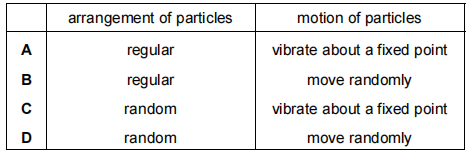 arrangement of particles motion of particles
A regular vibrate about a fixed point
B regular move randomly
C random vibrate about a fixed point
D random move randomly